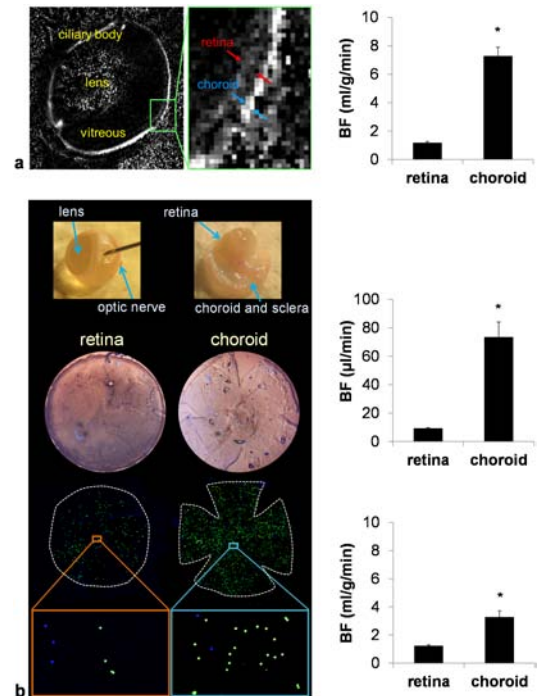 ciliary body
lens
vitreous
retina
choroid
a
BF (ml/g/min)
10
8
6
4
2
0
*
retina choroid
lens
retina
optic nerve
choroid and sclera
retina choroid
b
BF (µl/min)
100
80
60
40
20
0
*
retina choroid
BF (ml/g/min)
10
8
6
4
2
0
*
retina choroid